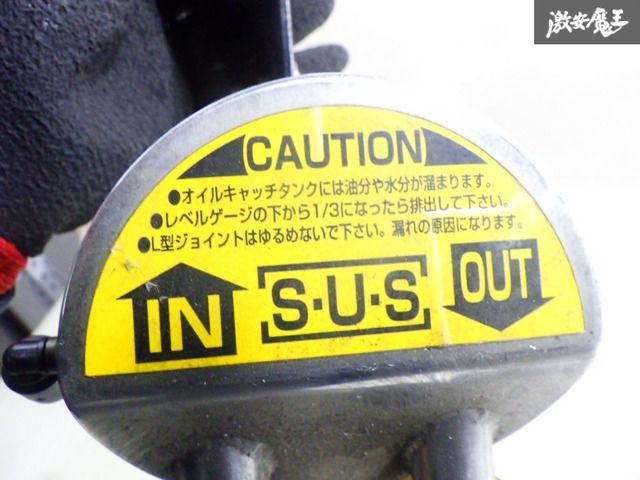 激安魔王
CAUTION
●オイルキャッチタンクには油分や水分が溜まります。
●レベルゲージの下から1/3になったら排出して下さい。
●L型ジョイントはゆるめないで下さい。漏れの原因になります。
IN S・U・S OUT